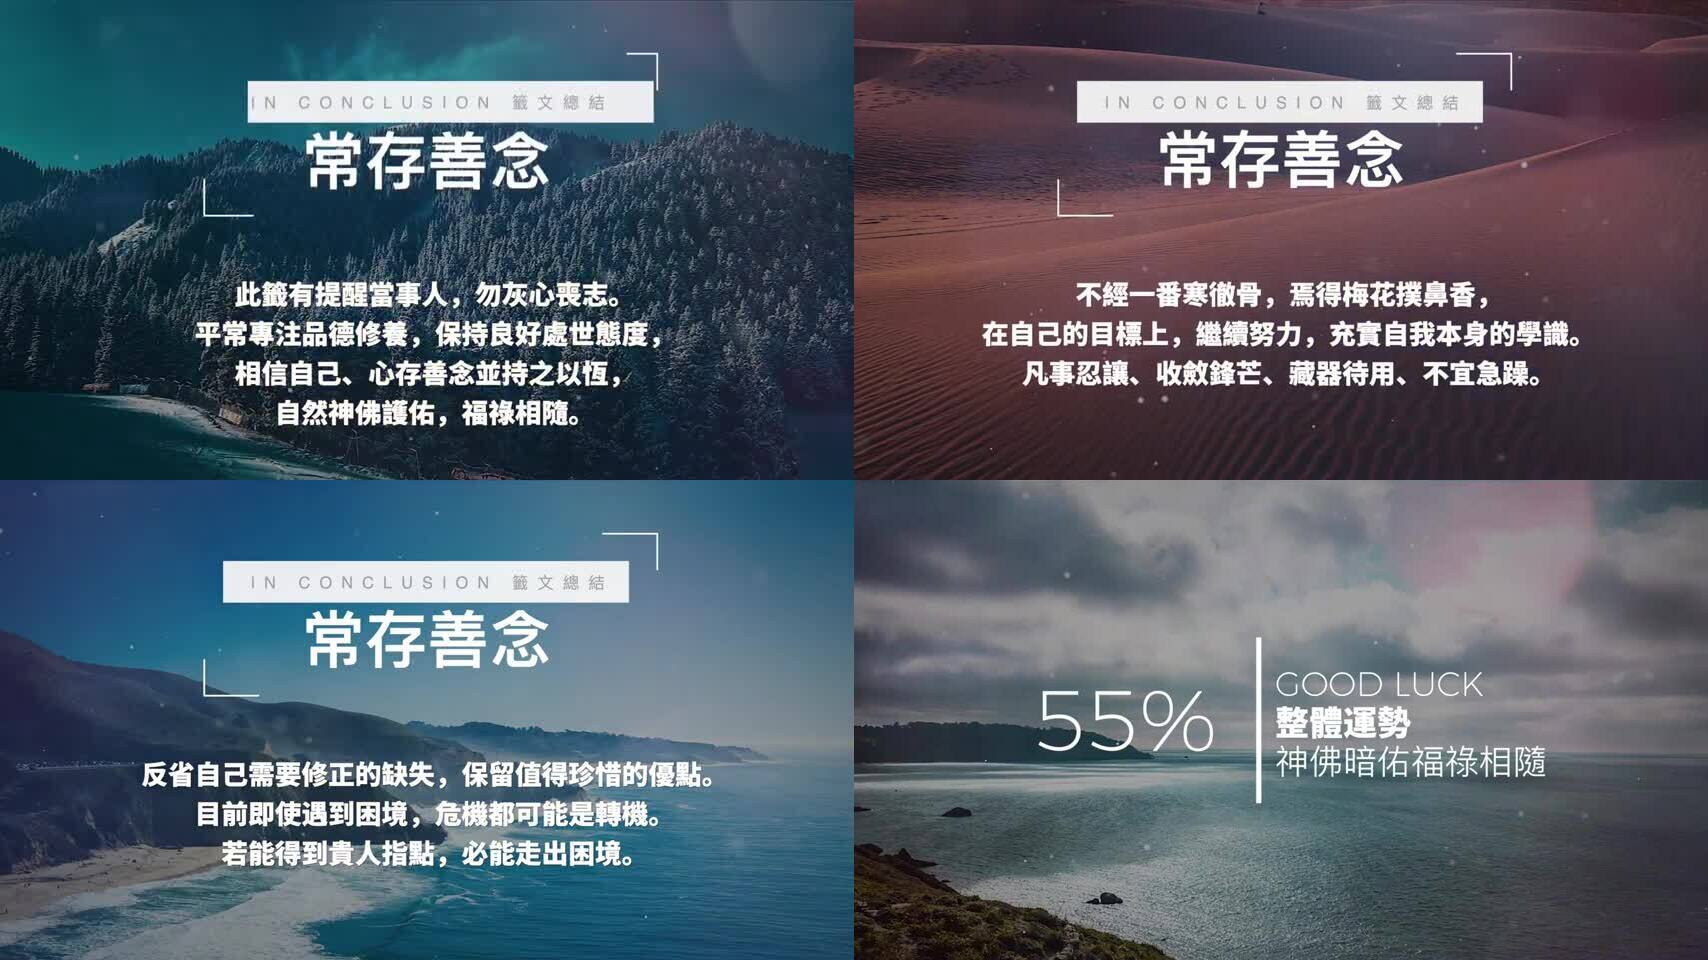 IN CONCLUSION 籤文總結
常存善念
此籤有提醒當事人，勿灰心喪志。
平常專注品德修養，保持良好處世態度，
相信自己、心存善念並持之以恆，
自然神佛護佑，福祿相隨。
IN CONCLUSION 籤文總結
常存善念
不經一番寒徹骨，焉得梅花撲鼻香，
在自己的目標上，繼續努力，充實自我本身的學識。
凡事忍讓、收斂鋒芒、藏器待用、不宜急躁。
IN CONCLUSION 籤文總結
常存善念
反省自己需要修正的缺失，保留值得珍惜的優點。
目前即使遇到困境，危機都可能是轉機。
若能得到貴人指點，必能走出困境。
55%
GOOD LUCK
整體運勢
神佛暗佑福祿相隨